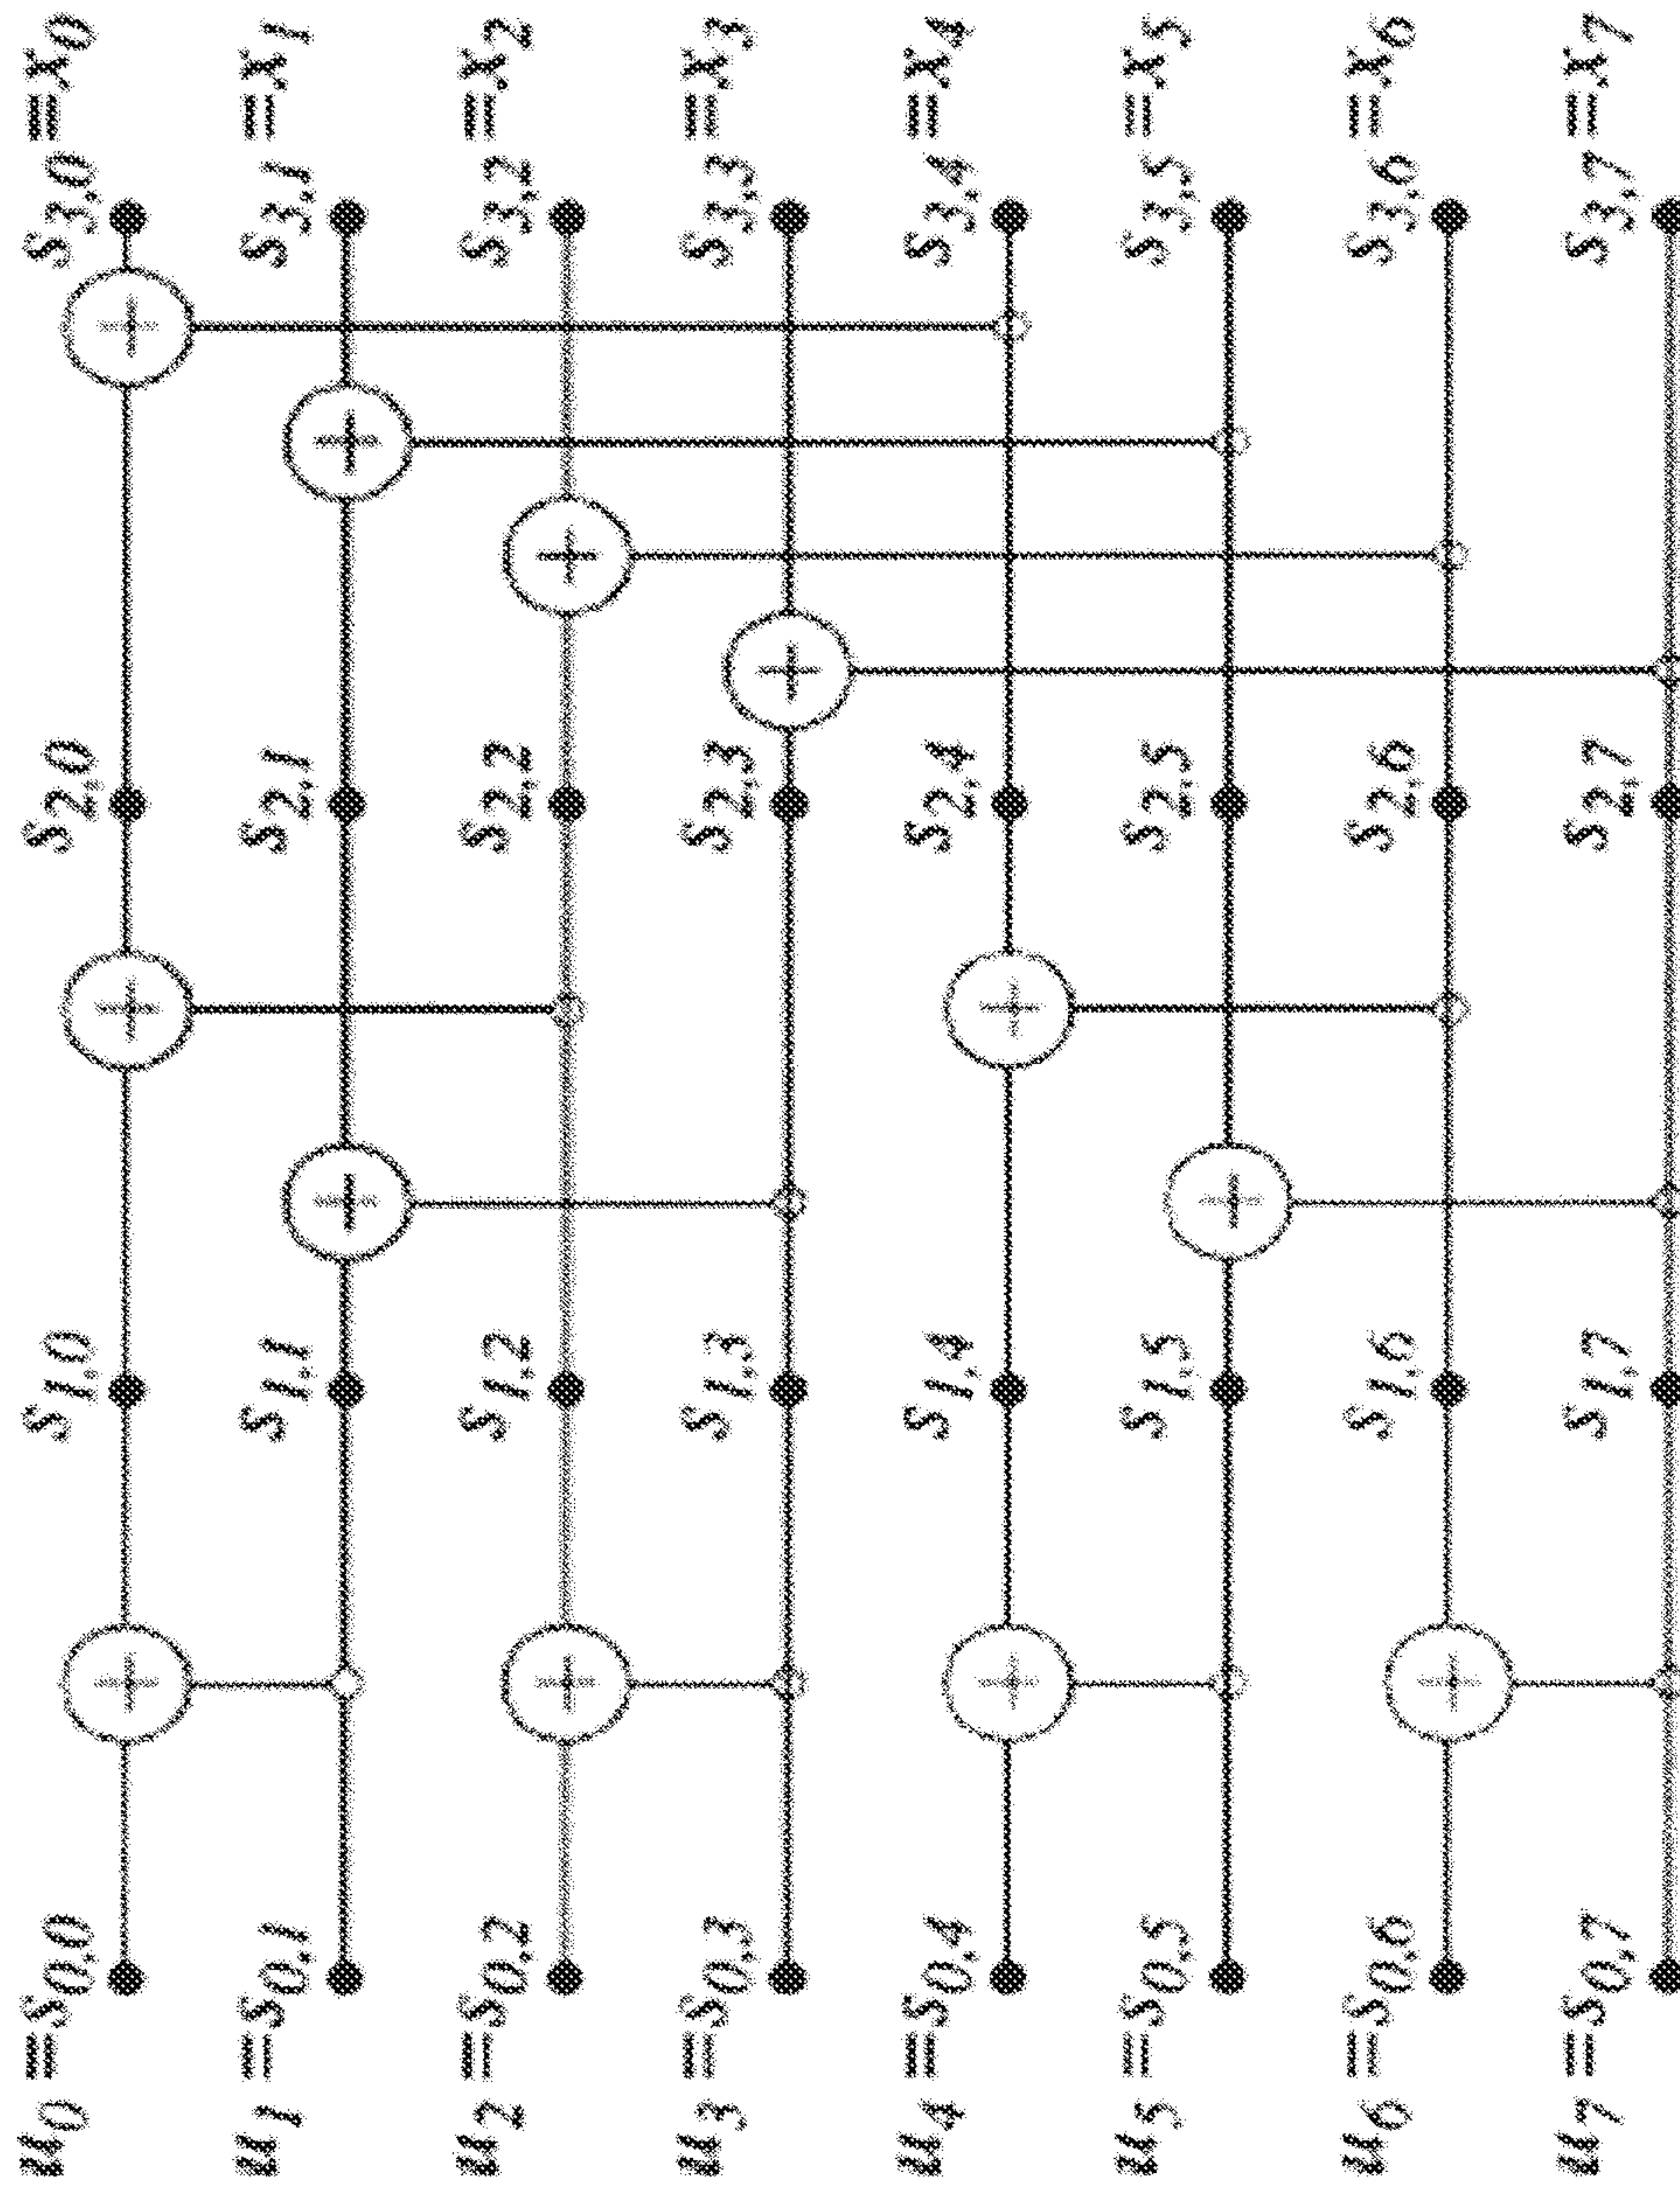 u0 =s0,0 s1,0 s2,0 s3,0 =x0
u1 =s0,1 s1,1 s2,1 s3,1 =x1
u2 =s0,2 s1,2 s2,2 s3,2 =x2
u3 =s0,3 s1,3 s2,3 s3,3 =x3
u4 =s0,4 s1,4 s2,4 s3,4 =x4
u5 =s0,5 s1,5 s2,5 s3,5 =x5
u6 =s0,6 s1,6 s2,6 s3,6 =x6
u7 =s0,7 s1,7 s2,7 s3,7 =x7